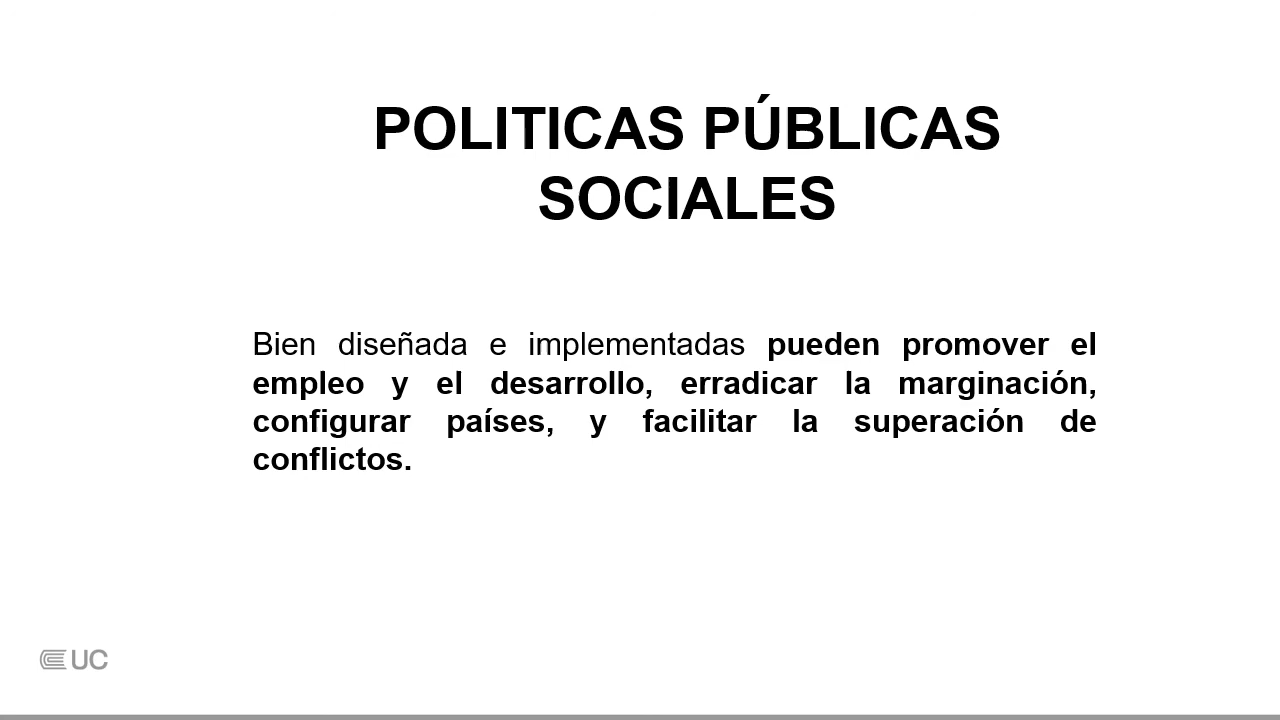 POLITICAS PÚBLICAS
SOCIALES
Bien diseñada e implementadas pueden promover el
empleo y el desarrollo, erradicar la marginación,
configurar países, y facilitar la superación de
conflictos.
UC